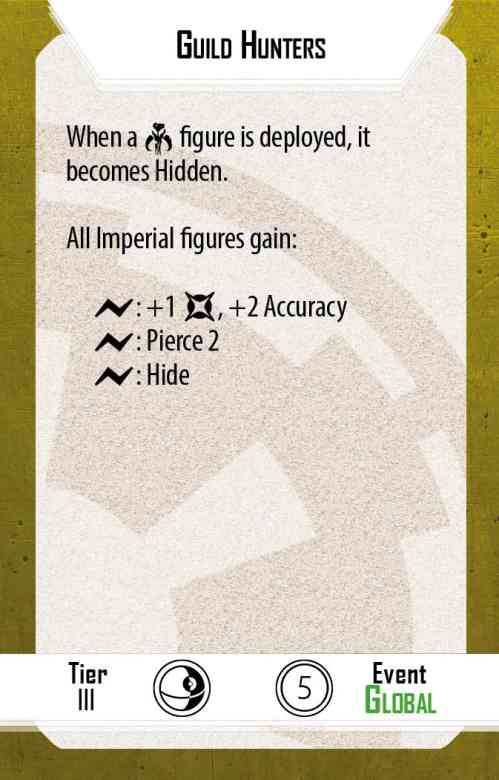 Guild Hunters
When a figure is deployed, it
becomes Hidden.
All Imperial figures gain:
: +1 , +2 Accuracy
: Pierce 2
: Hide
Tier
III
5
Event
Global